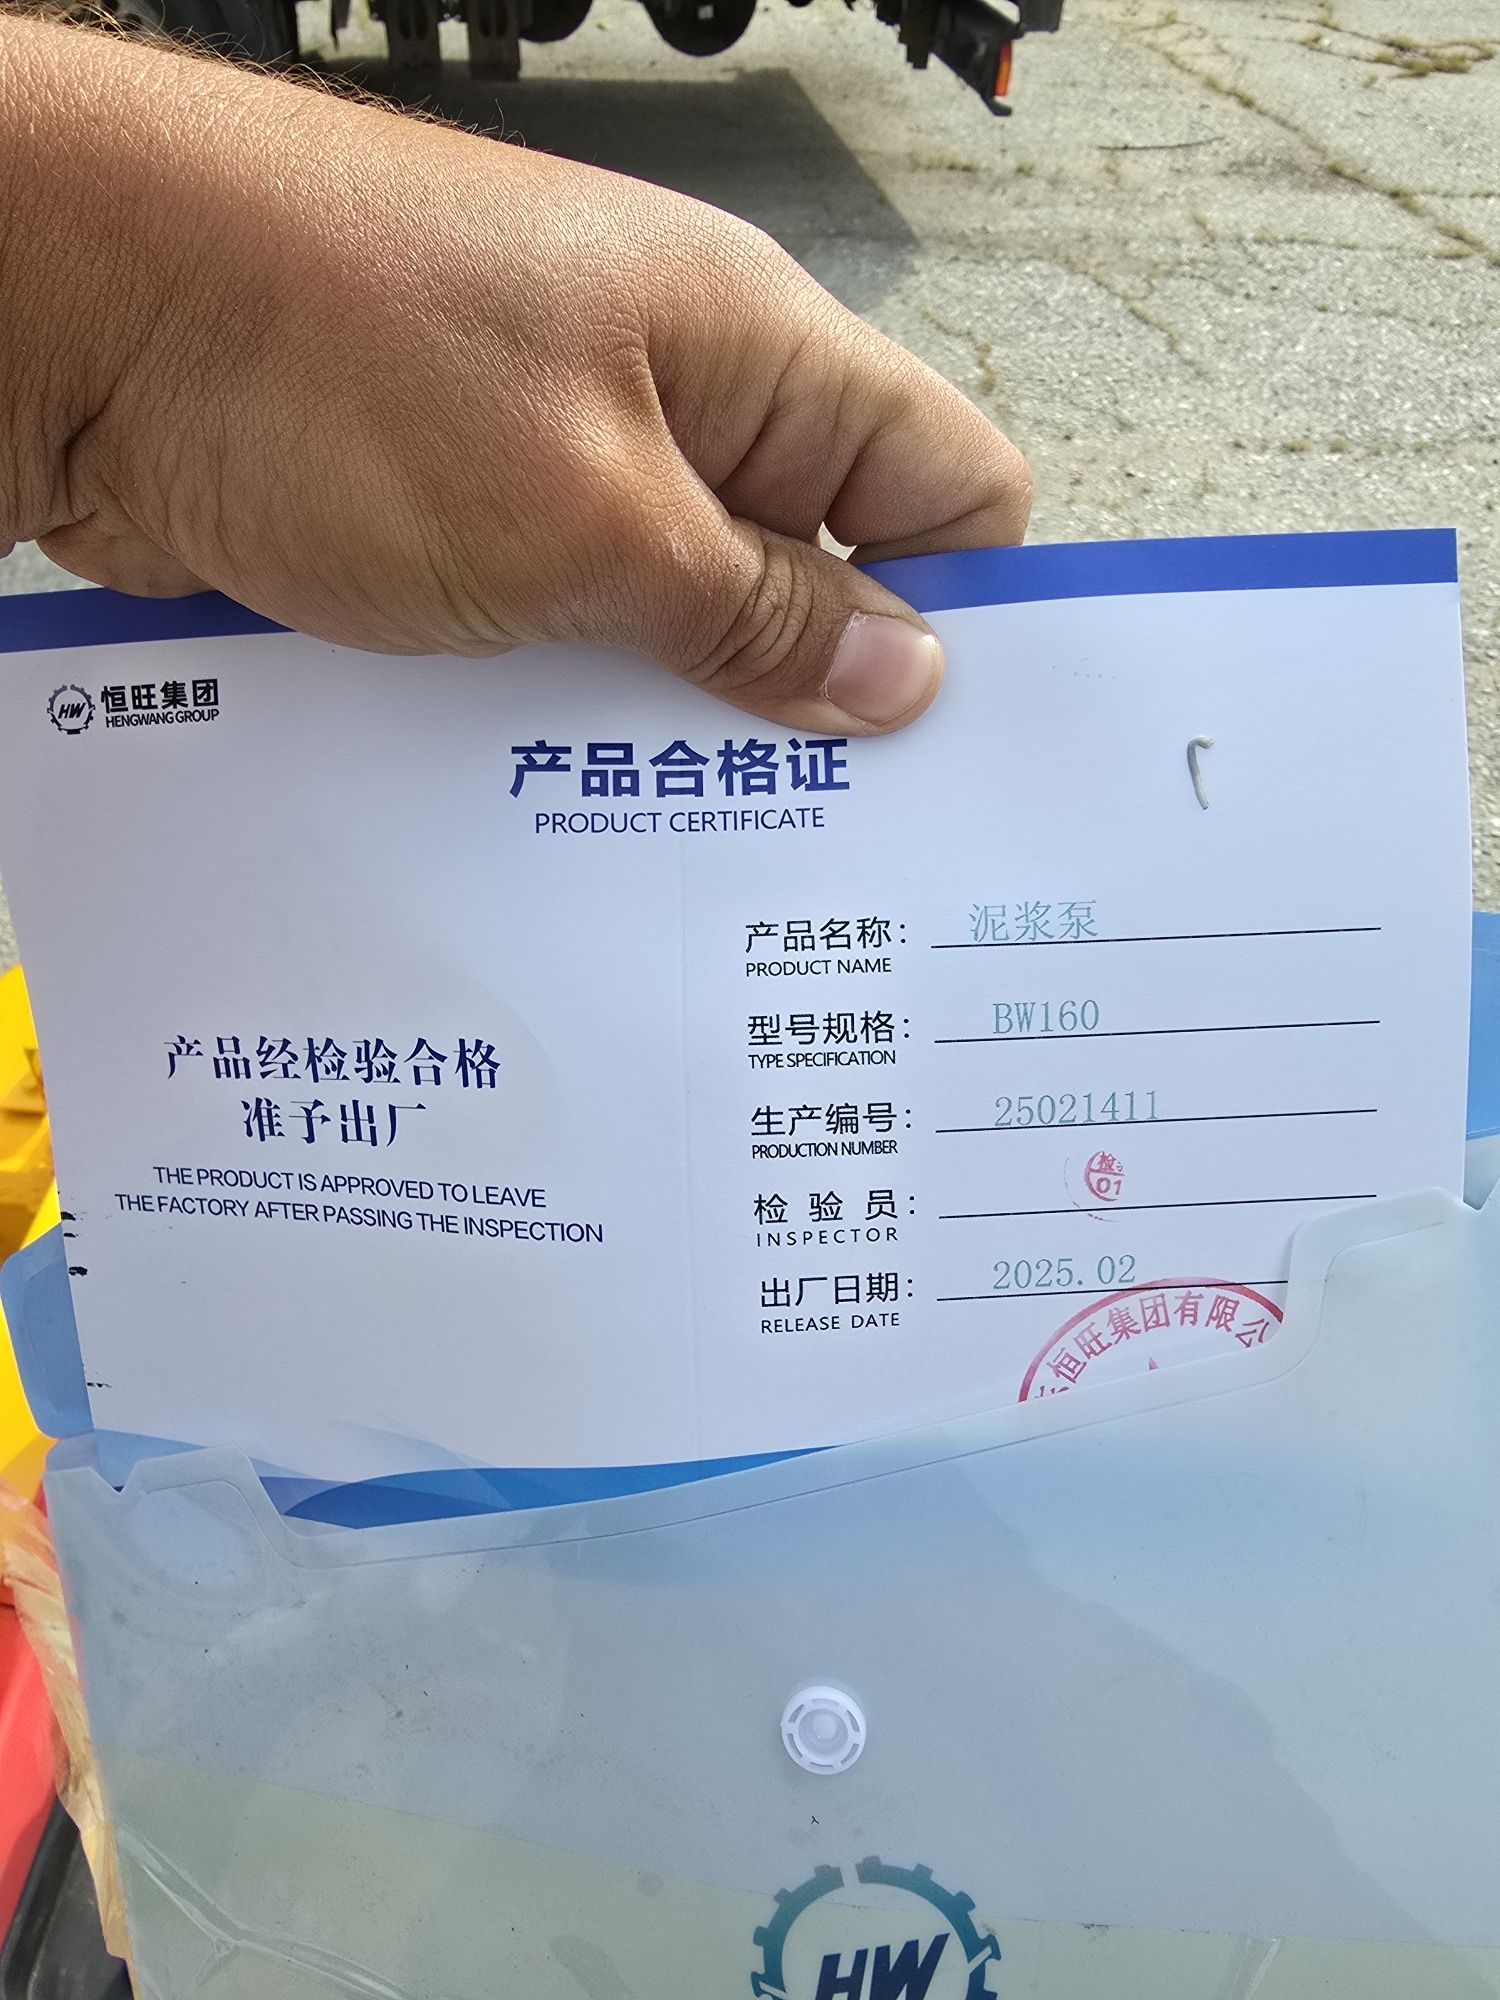 HW 恒旺集团
HENGWANG GROUP
产品合格证
PRODUCT CERTIFICATE
产品经检验合格
准予出厂
THE PRODUCT IS APPROVED TO LEAVE
THE FACTORY AFTER PASSING THE INSPECTION
产品名称： 泥浆泵
PRODUCT NAME
型号规格： BW160
TYPE SPECIFICATION
生产编号： 25021411
PRODUCTION NUMBER
检 验 员： 检 01
INSPECTOR
出厂日期： 2025.02
RELEASE DATE
恒旺集团有限公
HW